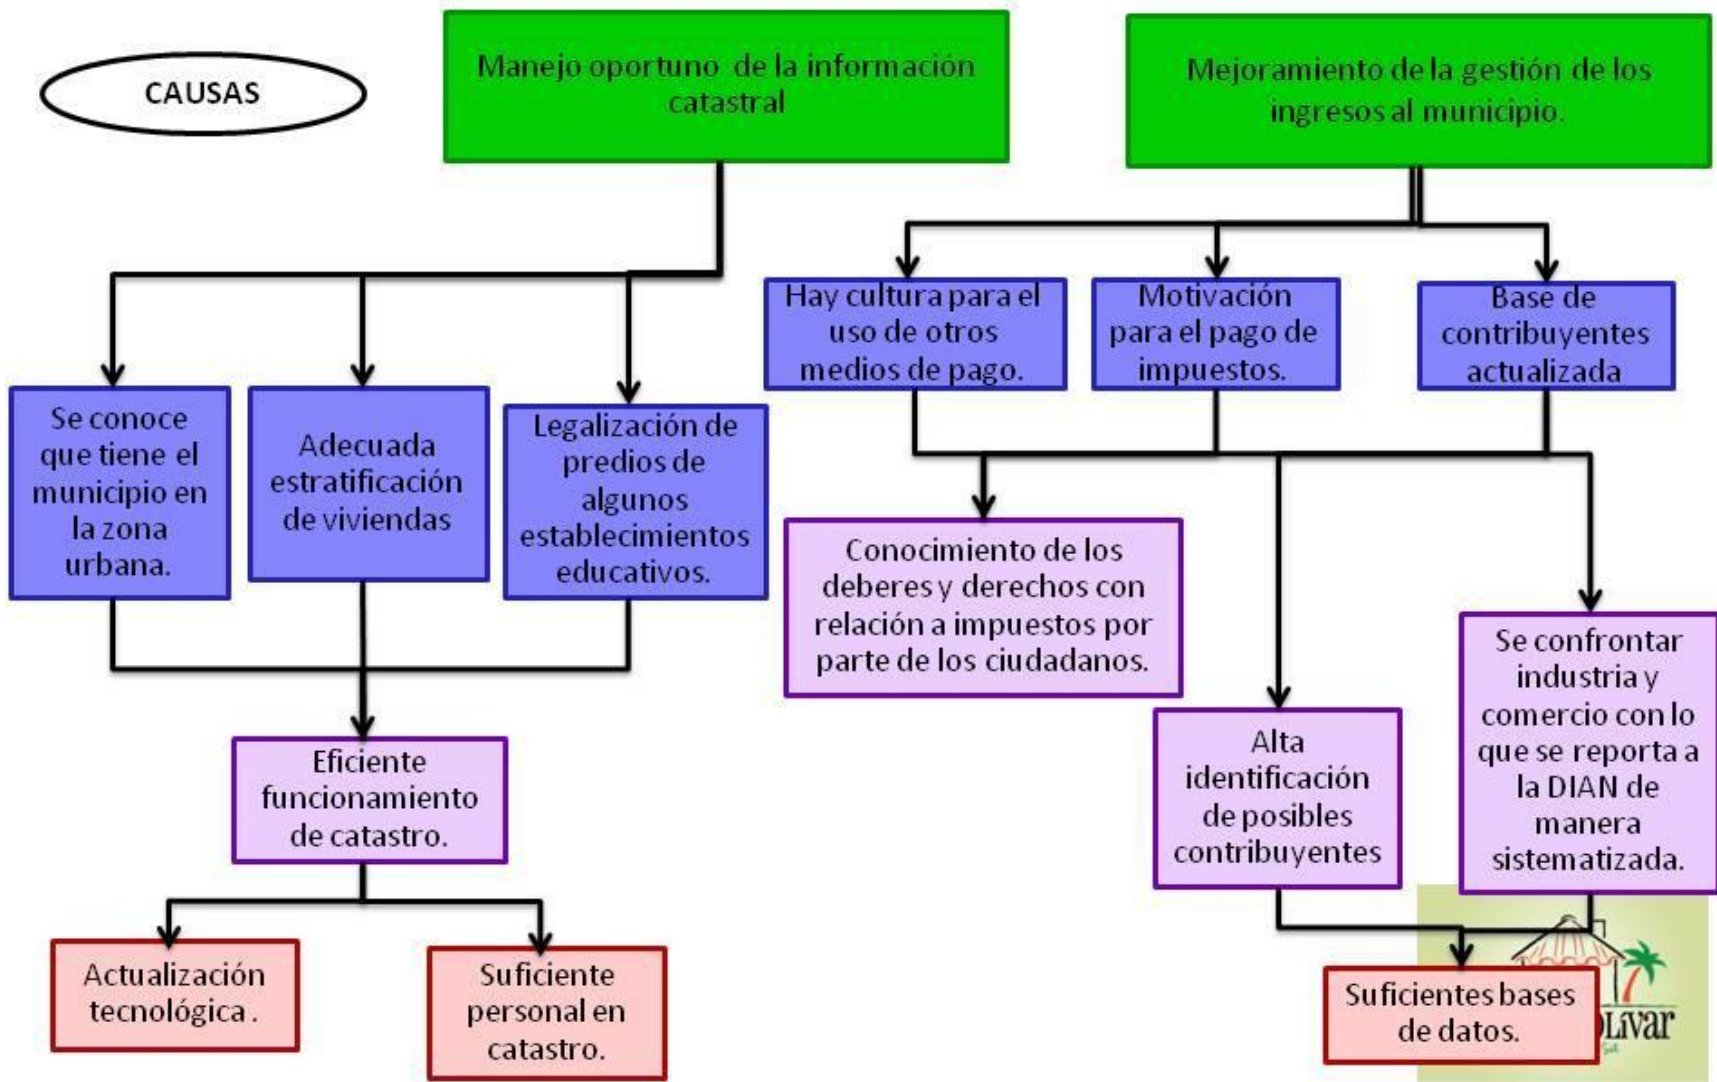 CAUSAS
Manejo oportuno de la información
catastral
Mejoramiento de la gestión de los
ingresos al municipio.
Se conoce
que tiene el
municipio en
la zona
urbana.
Adecuada
estratificación
de viviendas
Legalización de
predios de
algunos
establecimientos
educativos.
Hay cultura para el
uso de otros
medios de pago.
Motivación
para el pago de
impuestos.
Base de
contribuyentes
actualizada
Eficiente
funcionamiento
de catastro.
Conocimiento de los
deberes y derechos con
relación a impuestos por
parte de los ciudadanos.
Alta
identificación
de posibles
contribuyentes
Se confrontar
industria y
comercio con lo
que se reporta a
la DIAN de
manera
sistematizada.
Actualización
tecnológica .
Suficiente
personal en
catastro.
Suficientes bases
de datos.